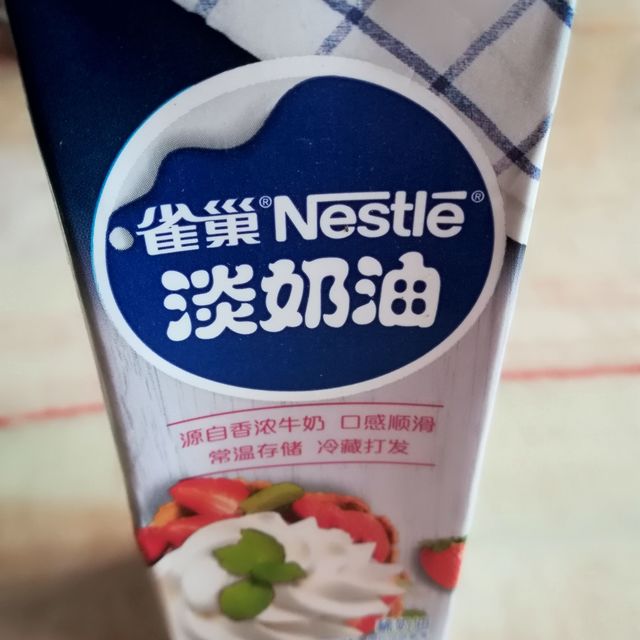 雀巢® Nestlé®
淡奶油
源自香浓牛奶 口感顺滑
常温存储 冷藏打发